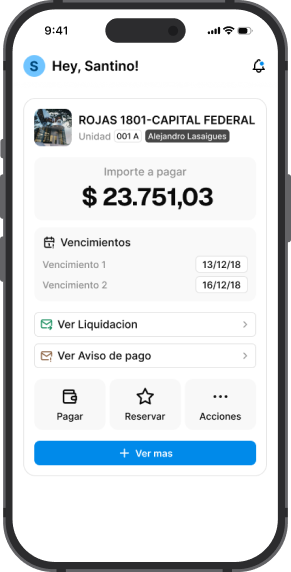 9:41
S Hey, Santino!
ROJAS 1801-CAPITAL FEDERAL
Unidad 001 A Alejandro Lasaigues
Importe a pagar
$ 23.751,03
Vencimientos
Vencimiento 1 13/12/18
Vencimiento 2 16/12/18
Ver Liquidacion
Ver Aviso de pago
Pagar Reservar Acciones
+ Ver mas